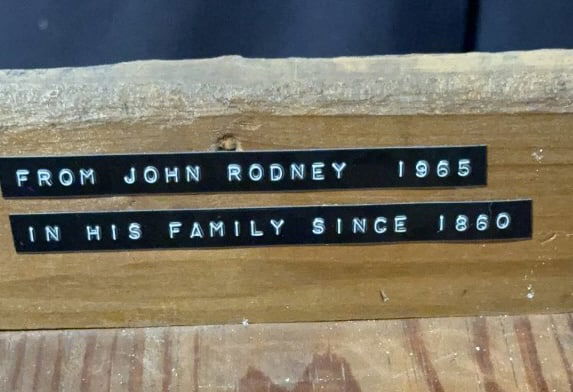 FROM JOHN RODNEY 1965
IN HIS FAMILY SINCE 1860